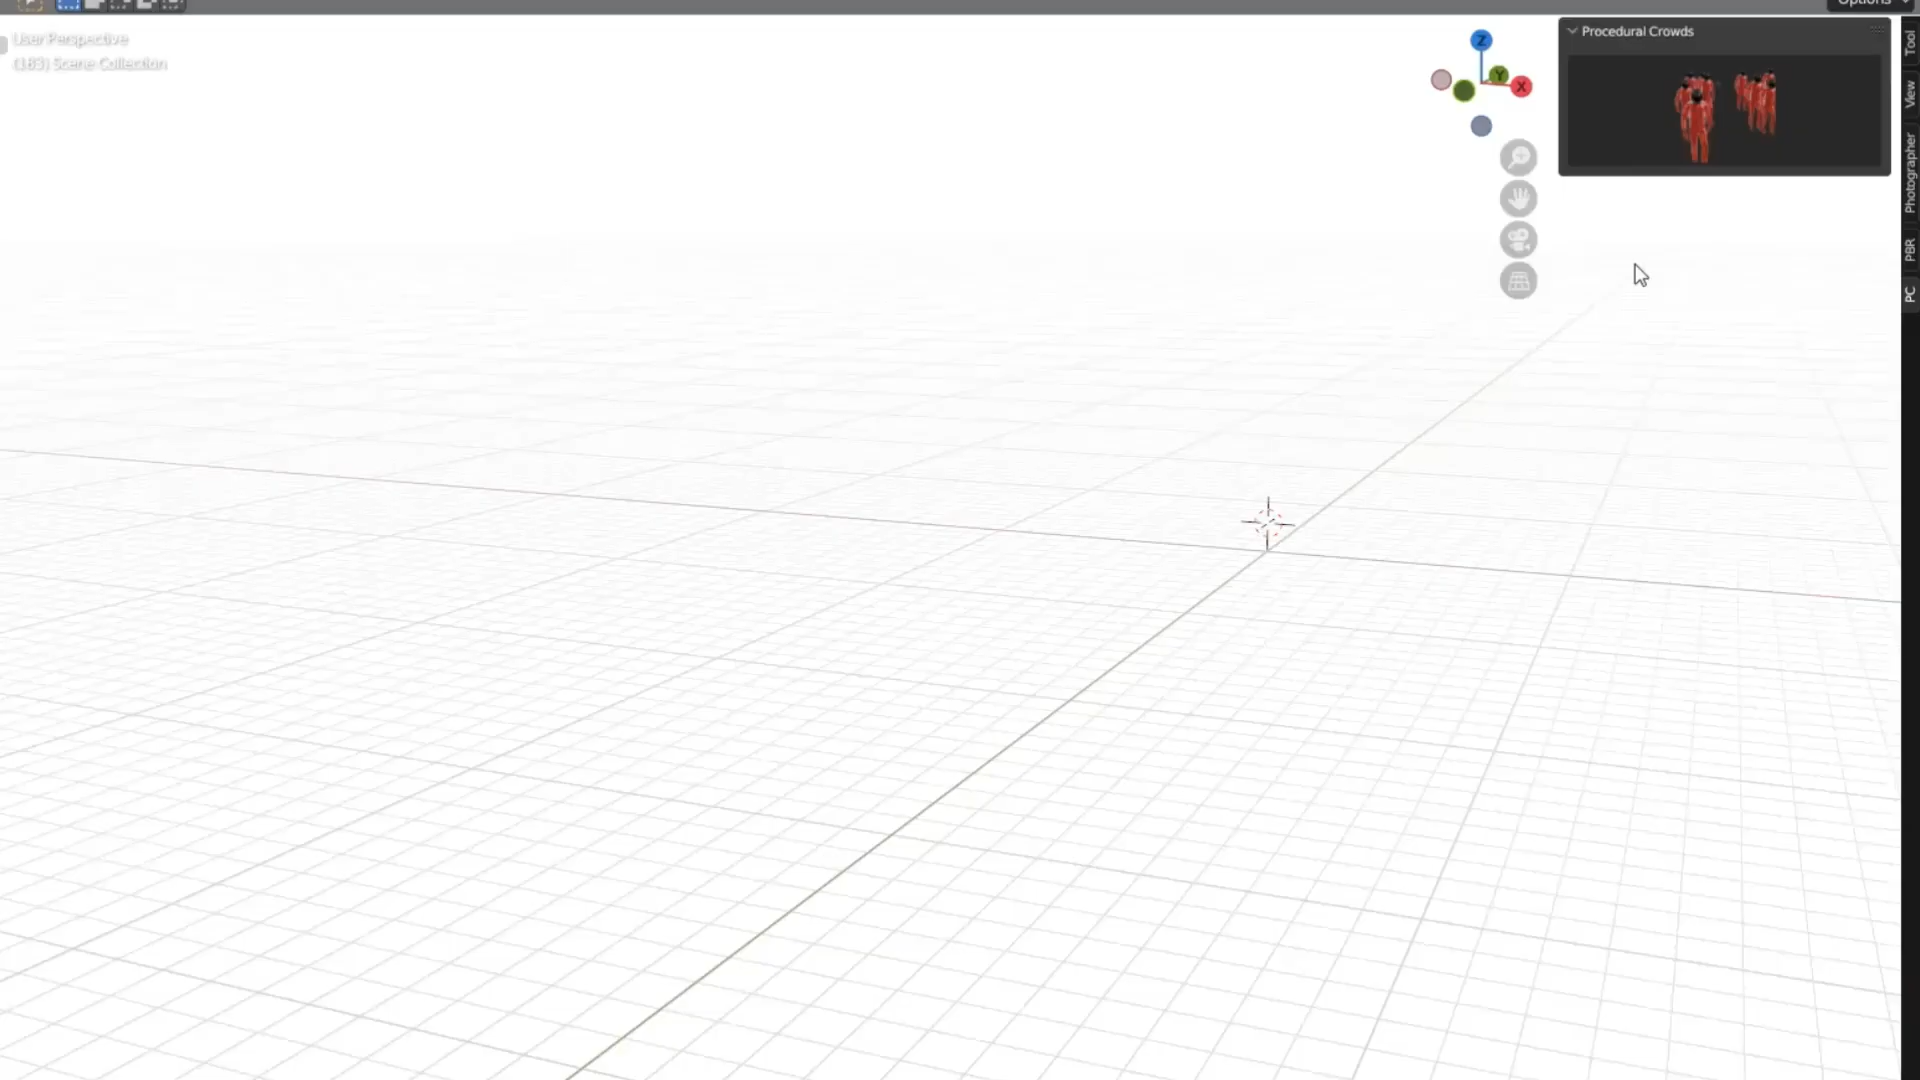 Options
User Perspective
(183) Scene Collection
Z
Y
X
Procedural Crowds
Tool
View
Photographer
PBR
PC